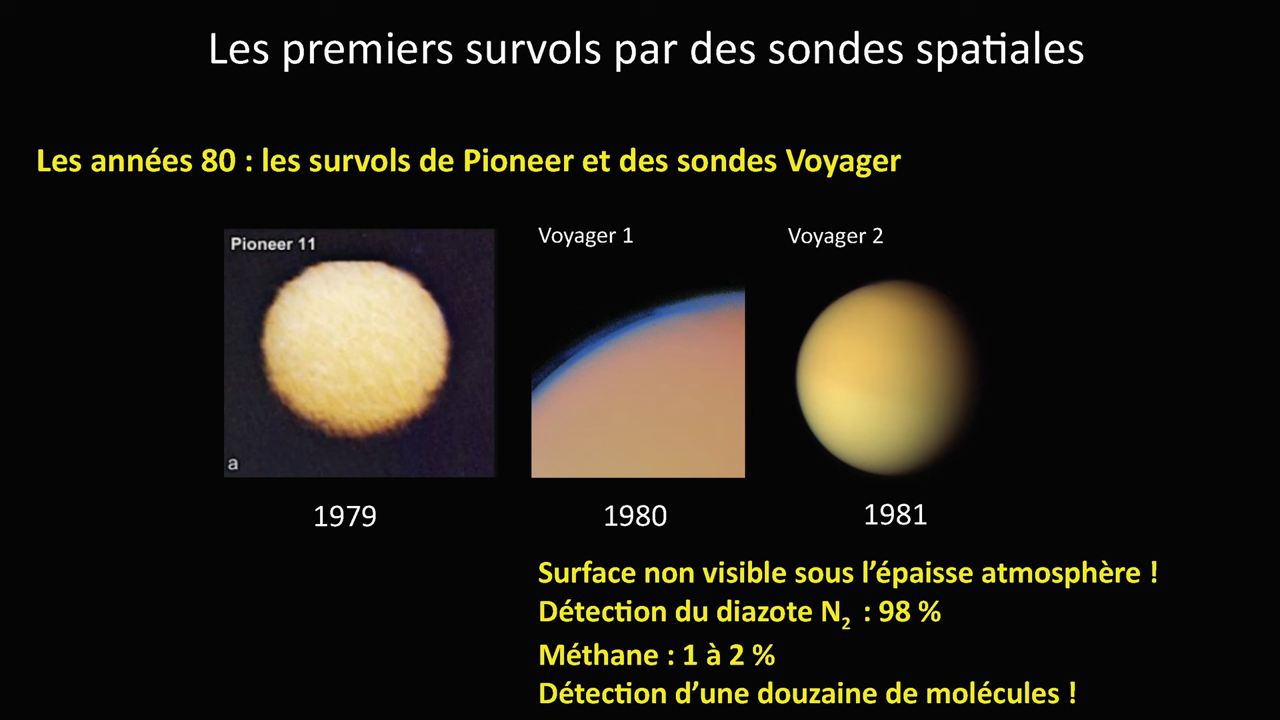 Les premiers survols par des sondes spatiales
Les années 80 : les survols de Pioneer et des sondes Voyager
Pioneer 11
Voyager 1
Voyager 2
a
1979
1980
1981
Surface non visible sous l’épaisse atmosphère !
Détection du diazote N₂ : 98 %
Méthane : 1 à 2 %
Détection d’une douzaine de molécules !